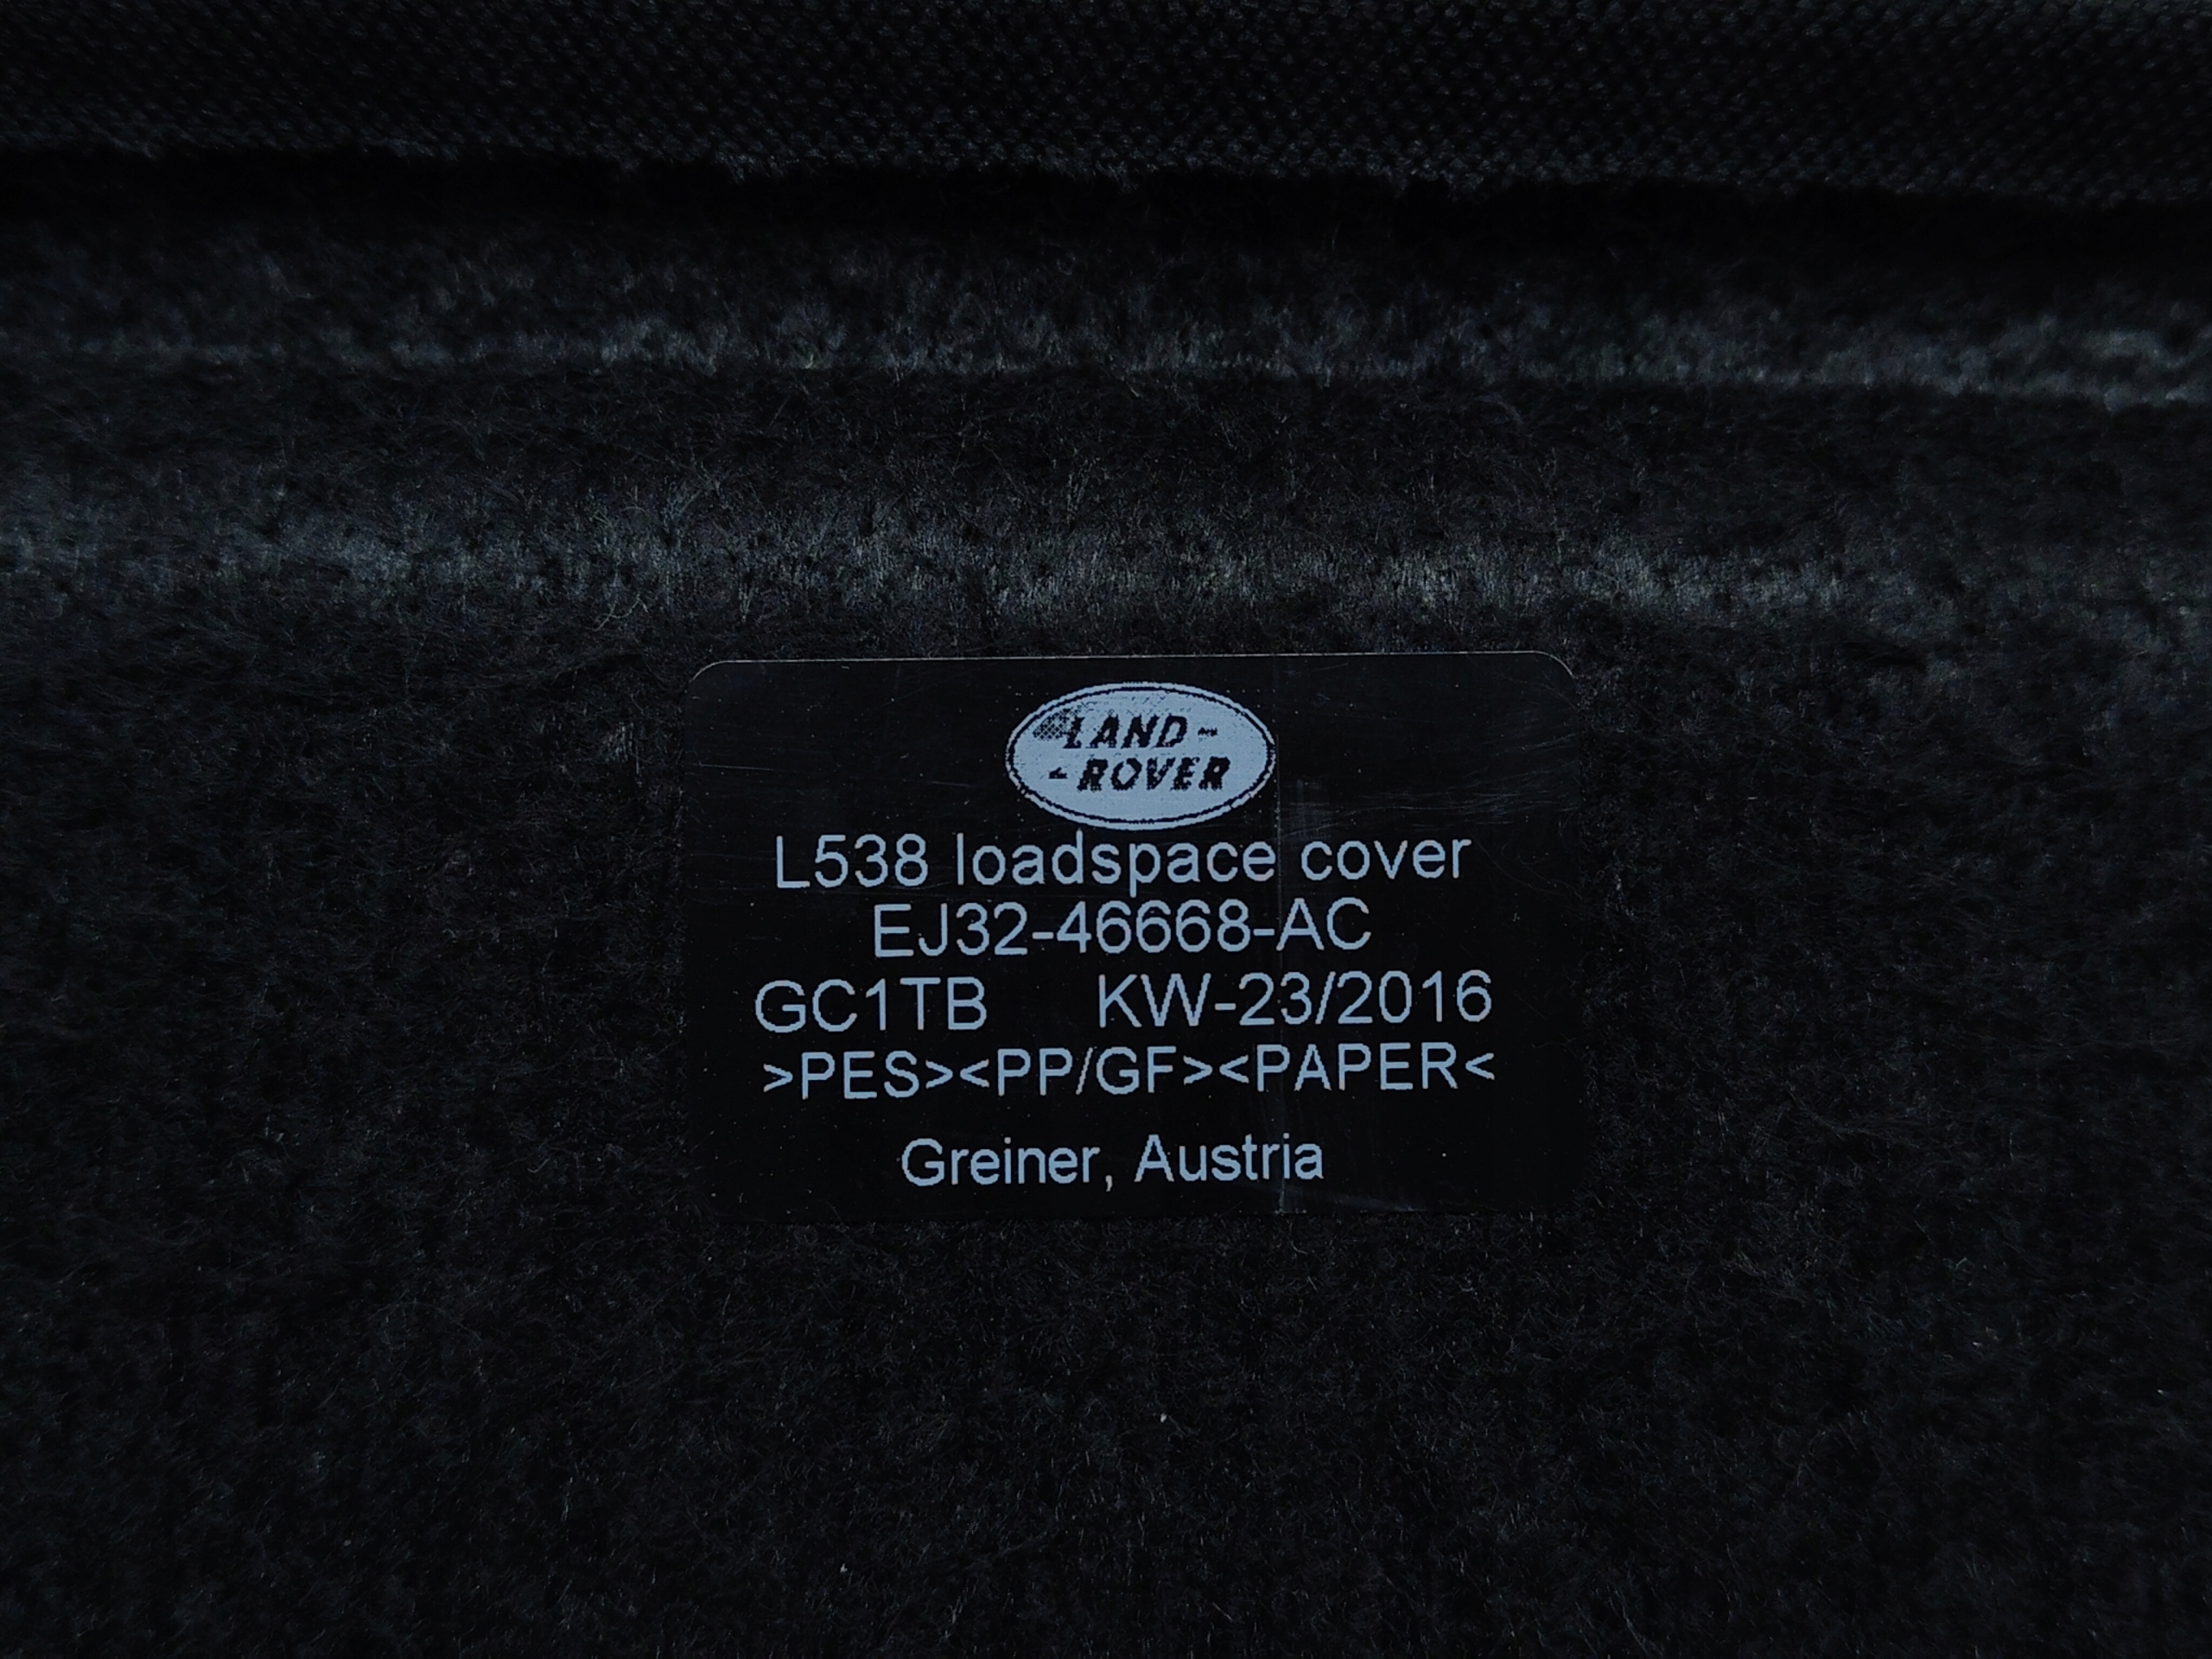 LAND-
-ROVER
L538 loadspace cover
EJ32-46668-AC
GC1TB KW-23/2016
>PES><PP/GF><PAPER<
Greiner, Austria